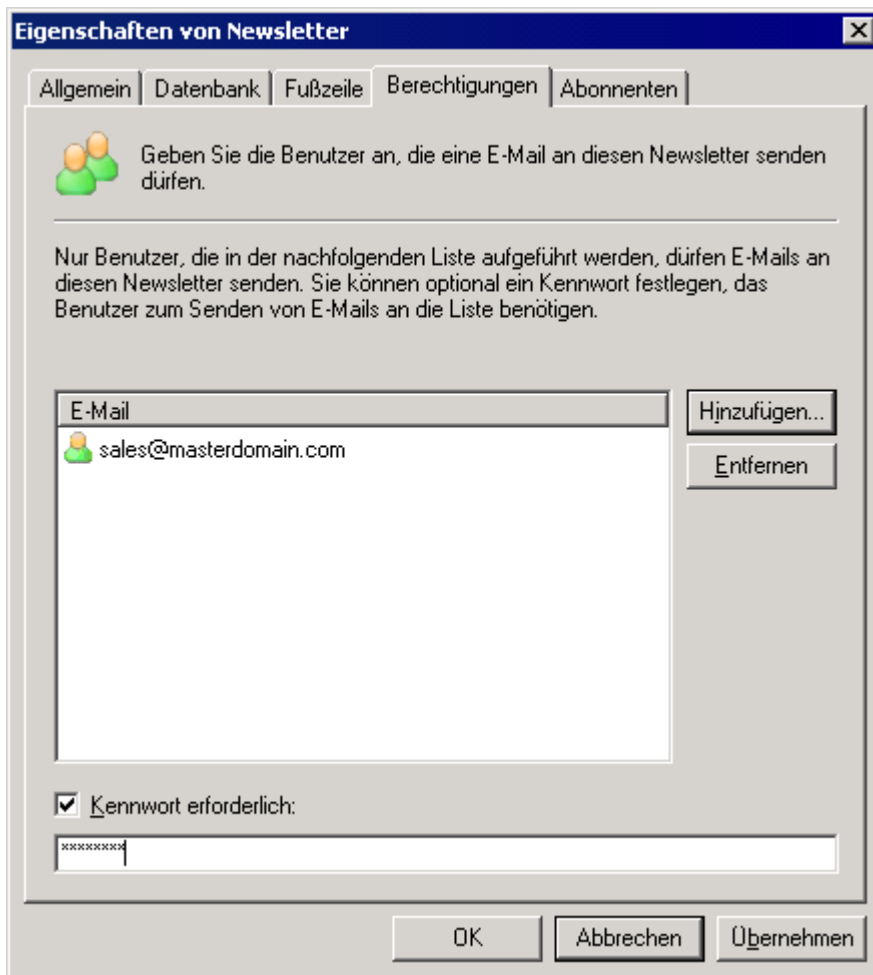 Eigenschaften von Newsletter
Allgemein Datenbank Fußzeile Berechtigungen Abonnenten
Geben Sie die Benutzer an, die eine E-Mail an diesen Newsletter senden
dürfen.
Nur Benutzer, die in der nachfolgenden Liste aufgeführt werden, dürfen E-Mails an
diesen Newsletter senden. Sie können optional ein Kennwort festlegen, das
Benutzer zum Senden von E-Mails an die Liste benötigen.
E-Mail
Hinzufügen...
sales@masterdomain.com
Entfernen
Kennwort erforderlich:
********
OK Abbrechen Übernehmen